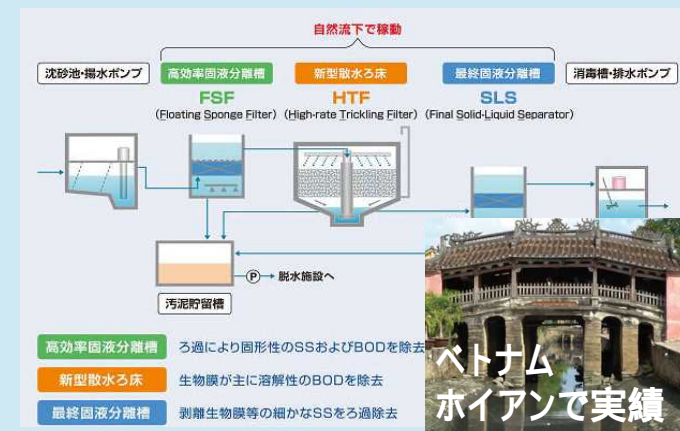 自然流下で稼動
沈砂池・揚水ポンプ
高効率固液分離槽
新型散水ろ床
最終固液分離槽
消毒槽・排水ポンプ
FSF
HTF
SLS
(Floating Sponge Filter)
(High-rate Trickling Filter)
(Final Solid-Liquid Separator)
P
脱水施設へ
汚泥貯留槽
高効率固液分離槽
ろ過により固形性のSSおよびBODを除去
新型散水ろ床
生物膜が主に溶解性のBODを除去
最終固液分離槽
剥離生物膜等の細かなSSをろ過除去
ベトナム
ホイアンで実績